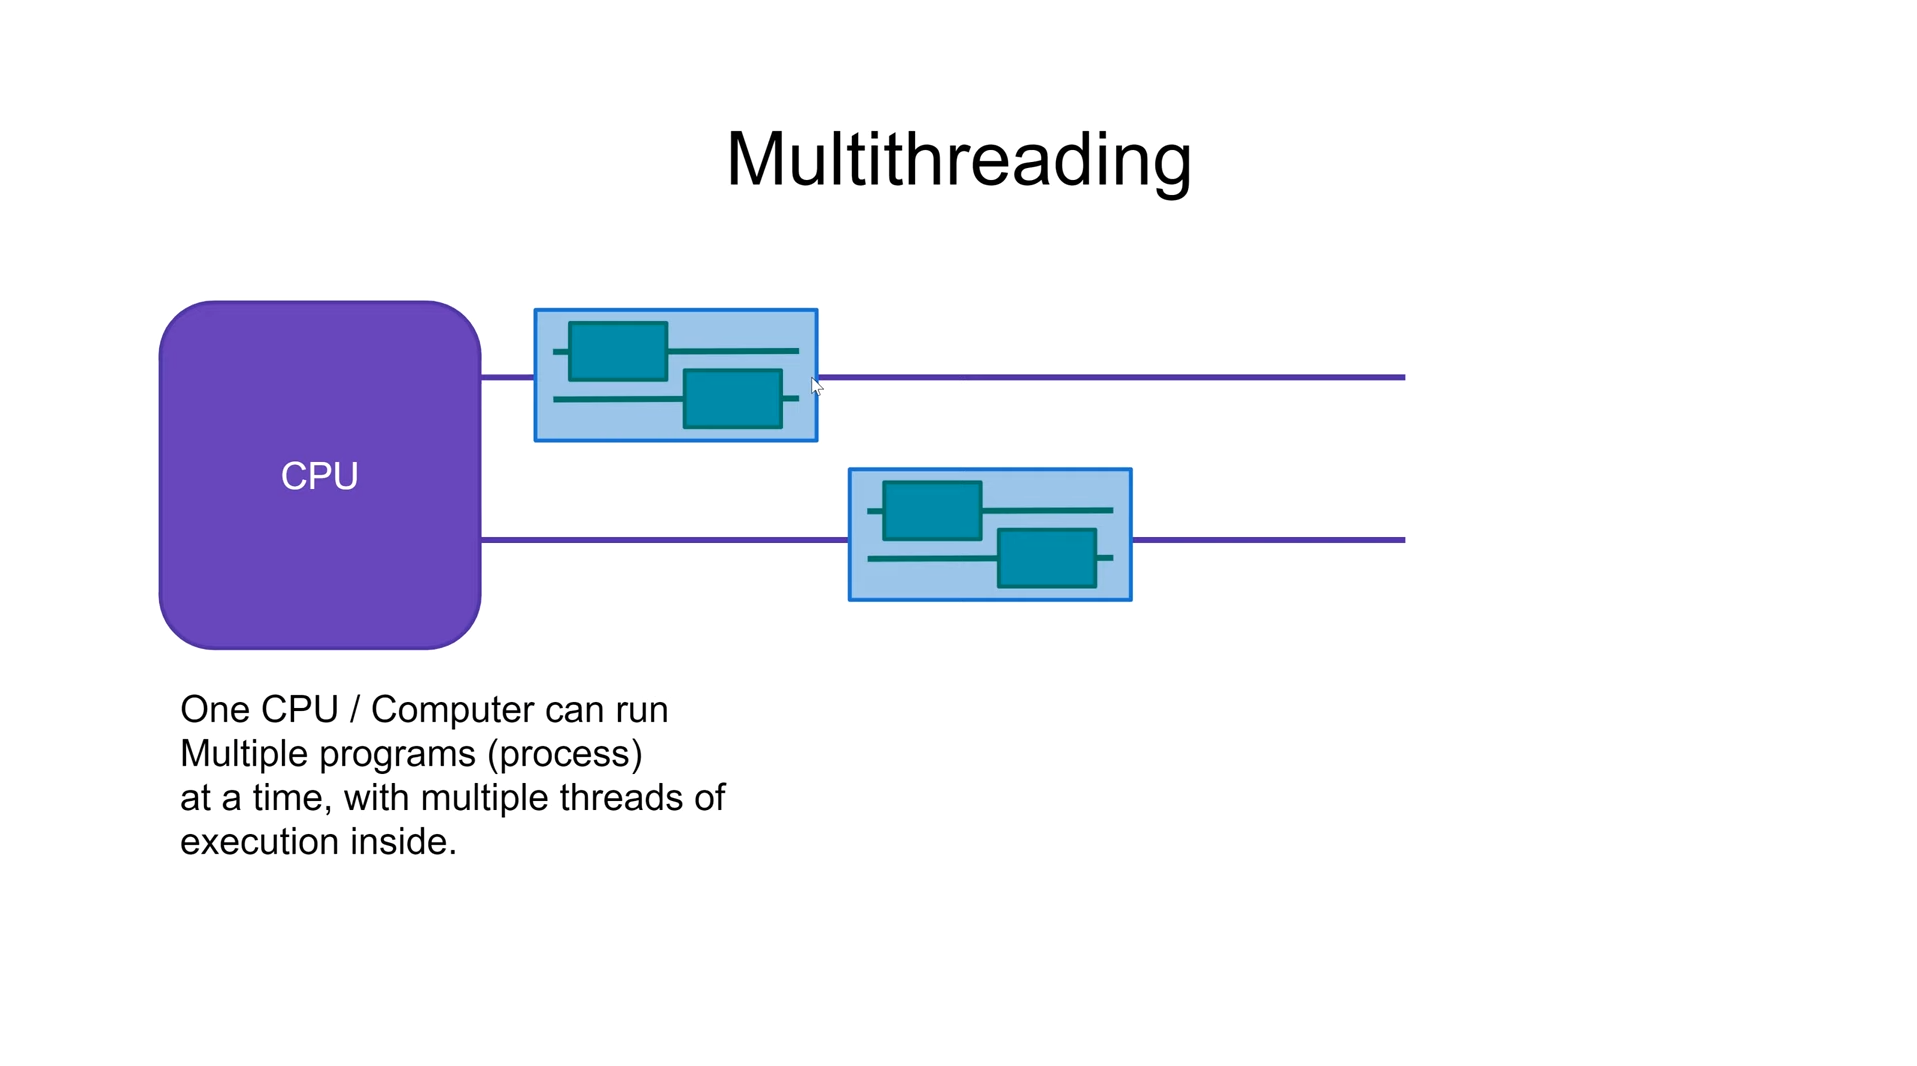 Multithreading
CPU
One CPU / Computer can run
Multiple programs (process)
at a time, with multiple threads of
execution inside.